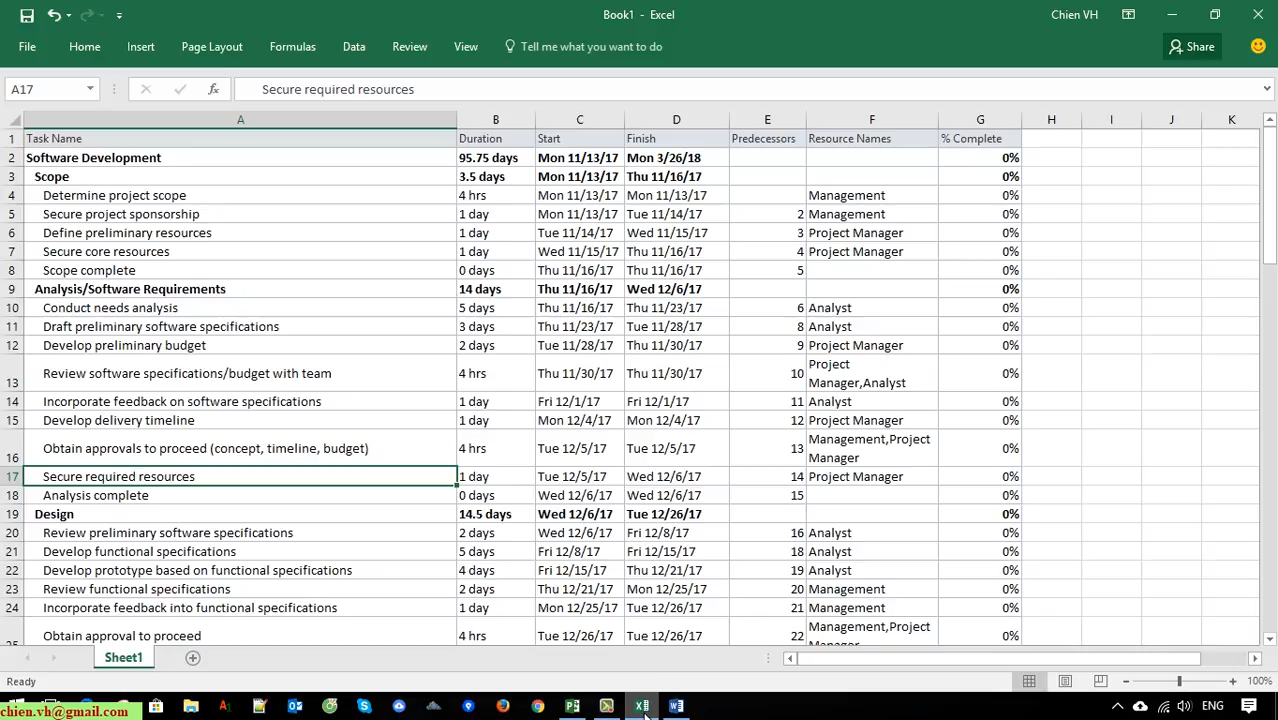 Book1 - Excel
Chien VH
File Home Insert Page Layout Formulas Data Review View Tell me what you want to do Share
A17 fx Secure required resources
A B C D E F G H I J K
1 Task Name Duration Start Finish Predecessors Resource Names % Complete
2 Software Development 95.75 days Mon 11/13/17 Mon 3/26/18 0%
3 Scope 3.5 days Mon 11/13/17 Thu 11/16/17 0%
4 Determine project scope 4 hrs Mon 11/13/17 Mon 11/13/17 Management 0%
5 Secure project sponsorship 1 day Mon 11/13/17 Tue 11/14/17 2 Management 0%
6 Define preliminary resources 1 day Tue 11/14/17 Wed 11/15/17 3 Project Manager 0%
7 Secure core resources 1 day Wed 11/15/17 Thu 11/16/17 4 Project Manager 0%
8 Scope complete 0 days Thu 11/16/17 Thu 11/16/17 5 0%
9 Analysis/Software Requirements 14 days Thu 11/16/17 Wed 12/6/17 0%
10 Conduct needs analysis 5 days Thu 11/16/17 Thu 11/23/17 6 Analyst 0%
11 Draft preliminary software specifications 3 days Thu 11/23/17 Tue 11/28/17 8 Analyst 0%
12 Develop preliminary budget 2 days Tue 11/28/17 Thu 11/30/17 9 Project Manager 0%
13 Review software specifications/budget with team 4 hrs Thu 11/30/17 Thu 11/30/17 10 Project
Manager,Analyst 0%
14 Incorporate feedback on software specifications 1 day Fri 12/1/17 Fri 12/1/17 11 Analyst 0%
15 Develop delivery timeline 1 day Mon 12/4/17 Mon 12/4/17 12 Project Manager 0%
16 Obtain approvals to proceed (concept, timeline, budget) 4 hrs Tue 12/5/17 Tue 12/5/17 13 Management,Project
Manager 0%
17 Secure required resources 1 day Tue 12/5/17 Wed 12/6/17 14 Project Manager 0%
18 Analysis complete 0 days Wed 12/6/17 Wed 12/6/17 15 0%
19 Design 14.5 days Wed 12/6/17 Tue 12/26/17 0%
20 Review preliminary software specifications 2 days Wed 12/6/17 Fri 12/8/17 16 Analyst 0%
21 Develop functional specifications 5 days Fri 12/8/17 Fri 12/15/17 18 Analyst 0%
22 Develop prototype based on functional specifications 4 days Fri 12/15/17 Thu 12/21/17 19 Analyst 0%
23 Review functional specifications 2 days Thu 12/21/17 Mon 12/25/17 20 Management 0%
24 Incorporate feedback into functional specifications 1 day Mon 12/25/17 Tue 12/26/17 21 Management 0%
25 Obtain approval to proceed 4 hrs Tue 12/26/17 Tue 12/26/17 22 Management,Project
Manager 0%
Sheet1
Ready 100%
chien.vh@gmail.com ENG